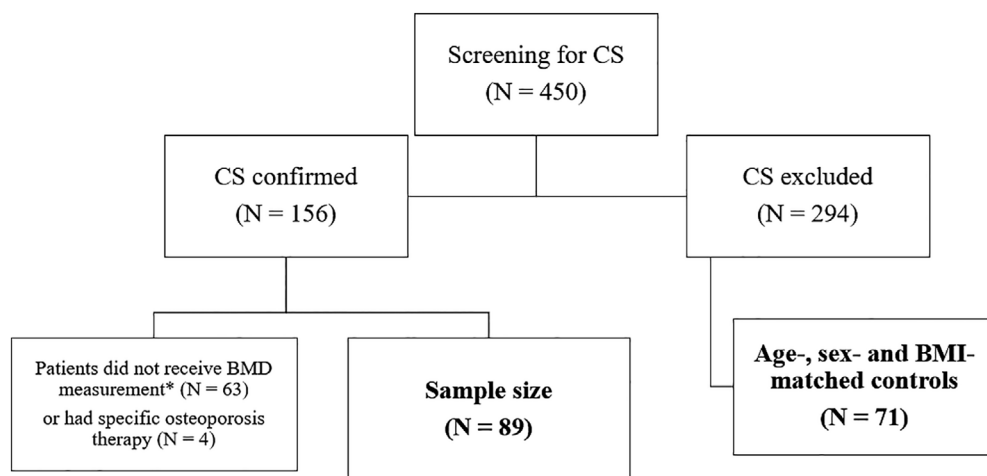 Screening for CS
(N = 450)
CS confirmed
(N = 156)
CS excluded
(N = 294)
Patients did not receive BMD
measurement* (N = 63)
or had specific osteoporosis
therapy (N = 4)
Sample size
(N = 89)
Age-, sex- and BMI-
matched controls
(N = 71)